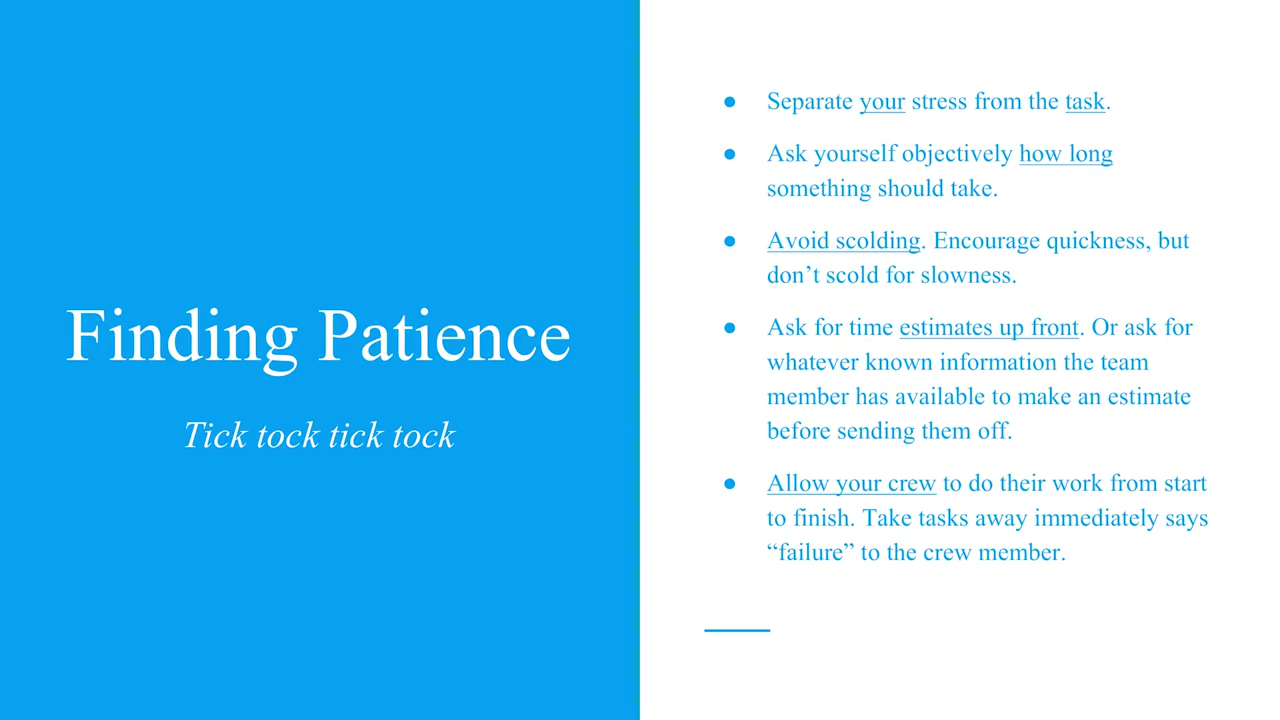 Finding Patience
Tick tock tick tock
● Separate your stress from the task.
● Ask yourself objectively how long
something should take.
● Avoid scolding. Encourage quickness, but
don’t scold for slowness.
● Ask for time estimates up front. Or ask for
whatever known information the team
member has available to make an estimate
before sending them off.
● Allow your crew to do their work from start
to finish. Take tasks away immediately says
“failure” to the crew member.